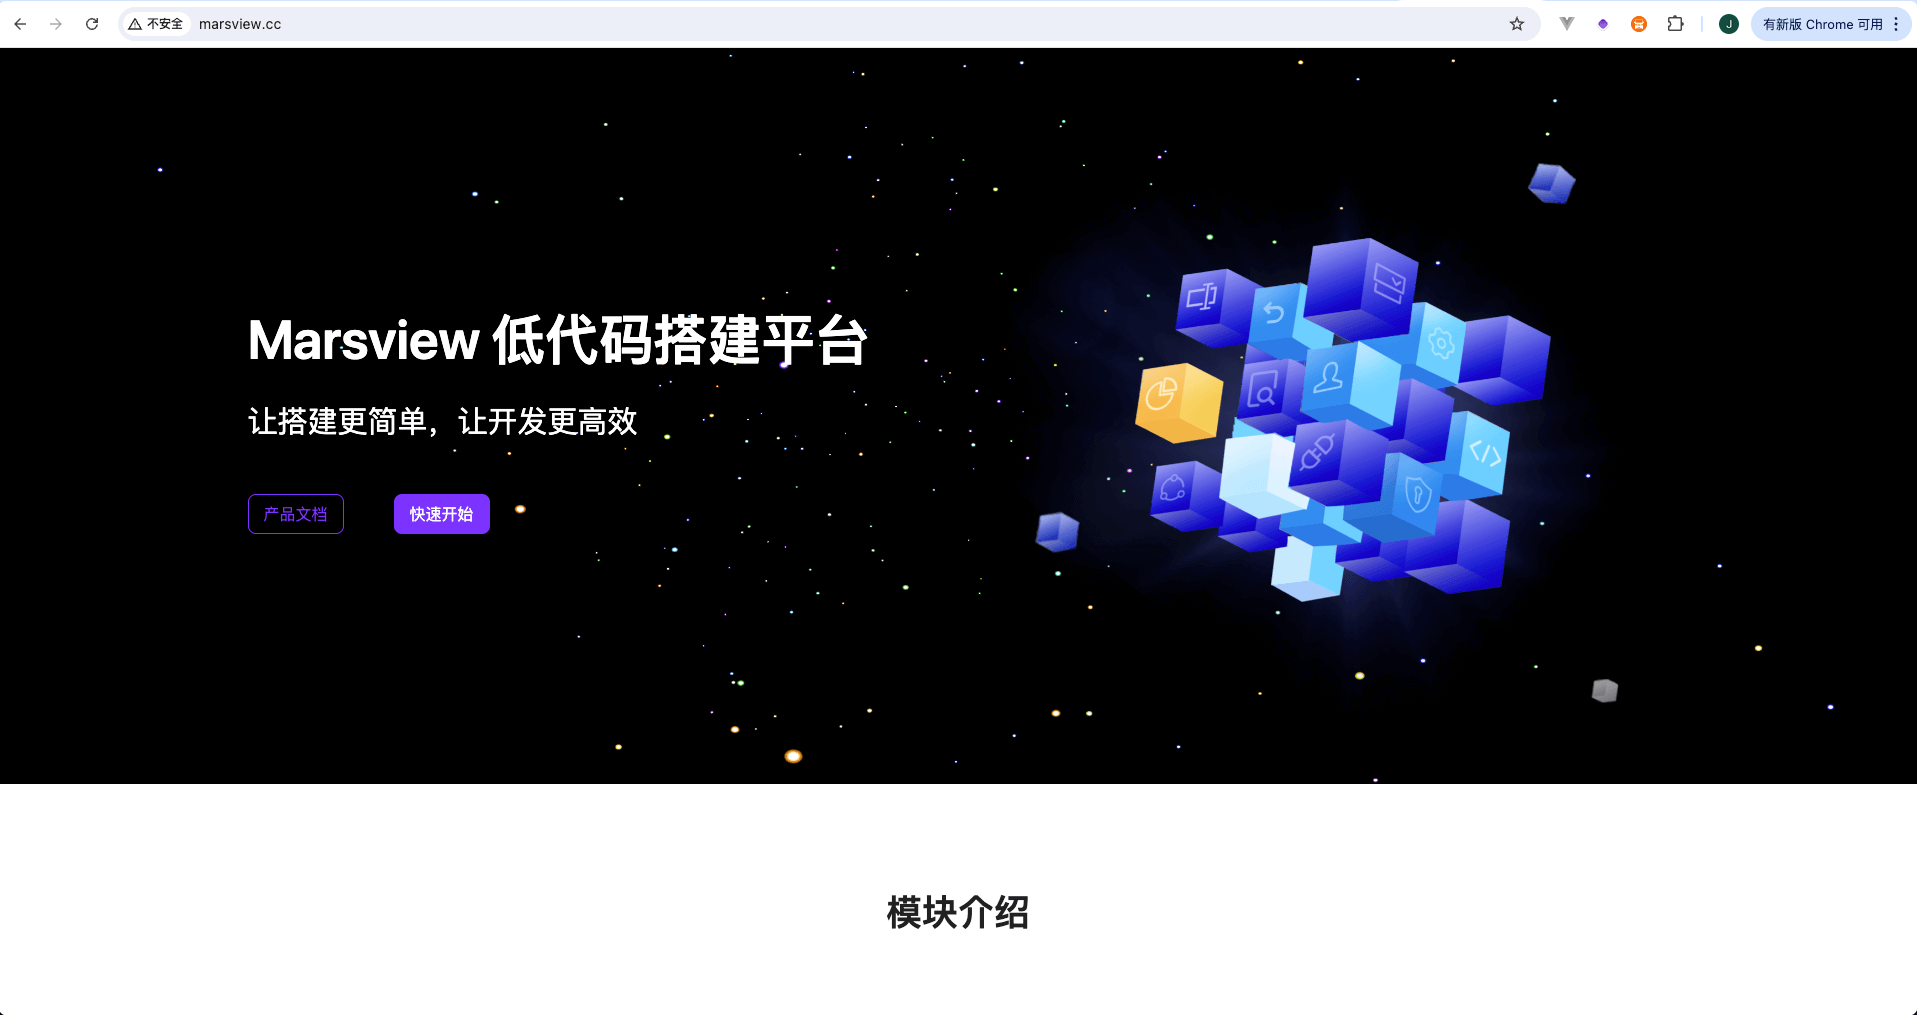 不安全 marsview.cc
J 有新版 Chrome 可用
Marsview 低代码搭建平台
让搭建更简单，让开发更高效
产品文档 快速开始
模块介绍